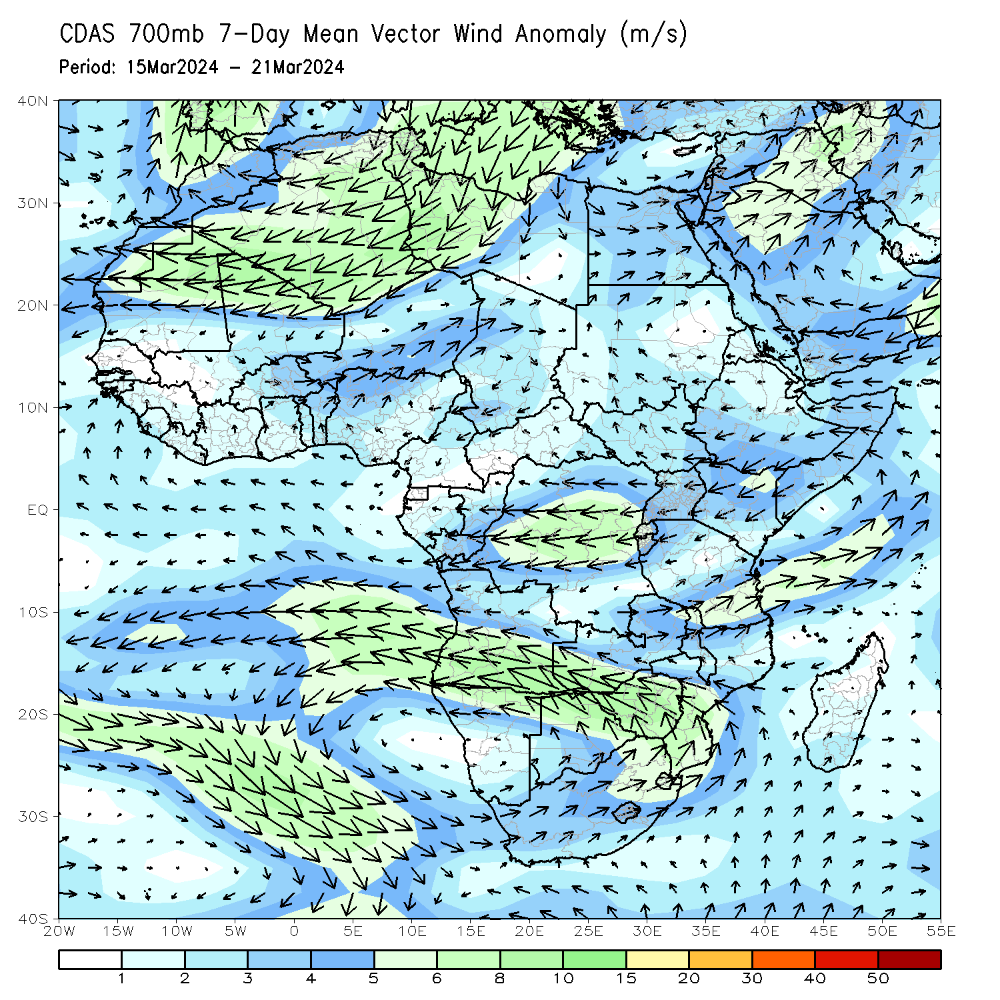 CDAS 700mb 7-Day Mean Vector Wind Anomaly (m/s)
Period: 15Mar2024 - 21Mar2024
40N
30N
20N
10N
EQ
10S
20S
30S
40S
20W 15W 10W 5W 0 5E 10E 15E 20E 25E 30E 35E 40E 45E 50E 55E
1 2 3 4 5 6 8 10 15 20 30 40 50